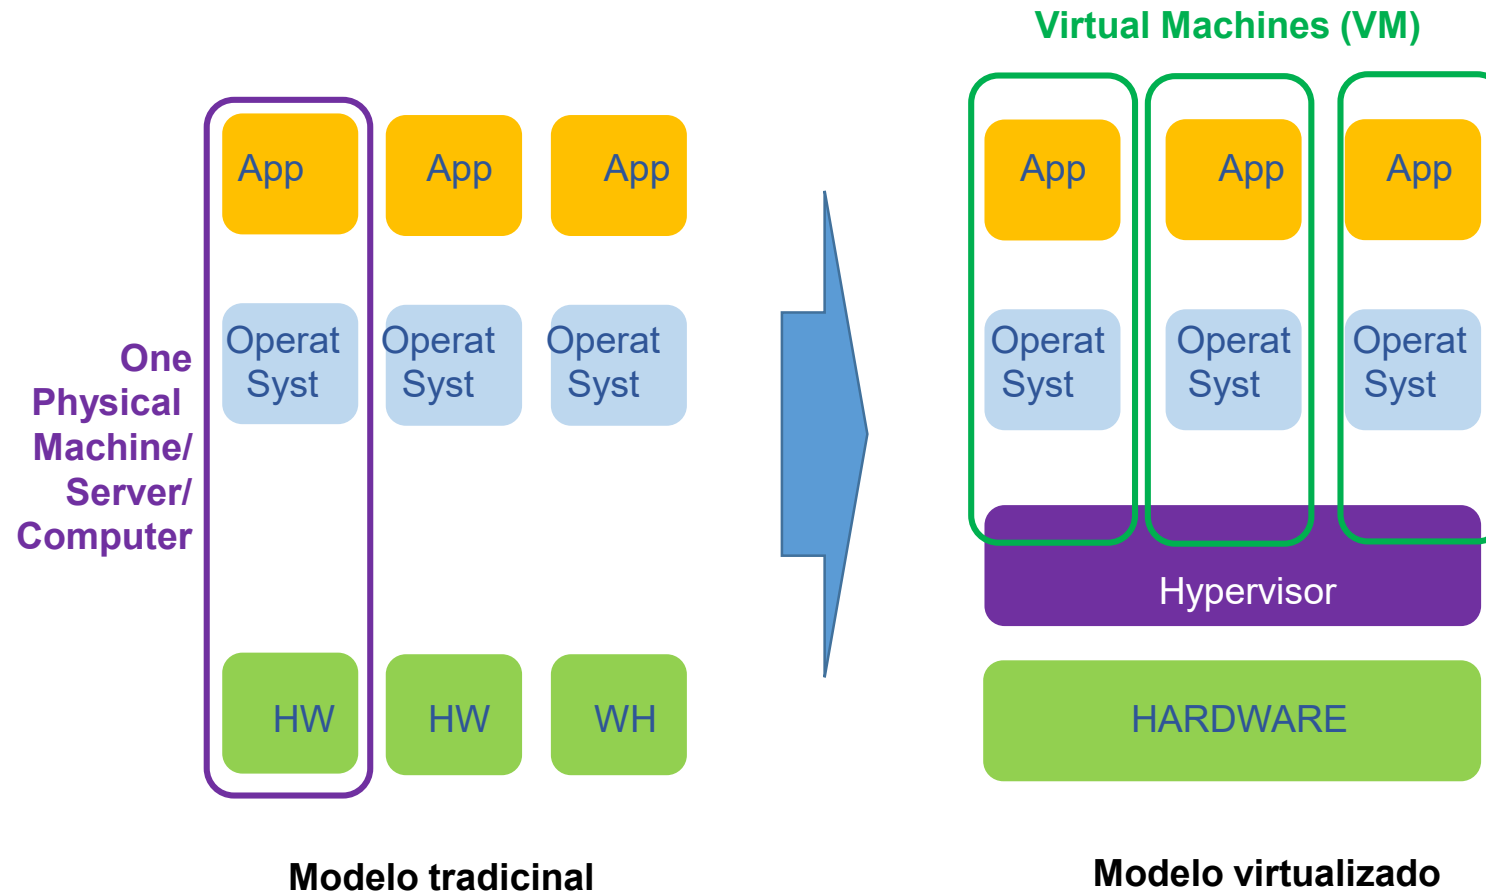 Virtual Machines (VM)
App
App
App
App
App
App
One
Physical
Machine/
Server/
Computer
Operat
Syst
Operat
Syst
Operat
Syst
Operat
Syst
Operat
Syst
Operat
Syst
Hypervisor
HW
HW
WH
HARDWARE
Modelo tradicinal
Modelo virtualizado